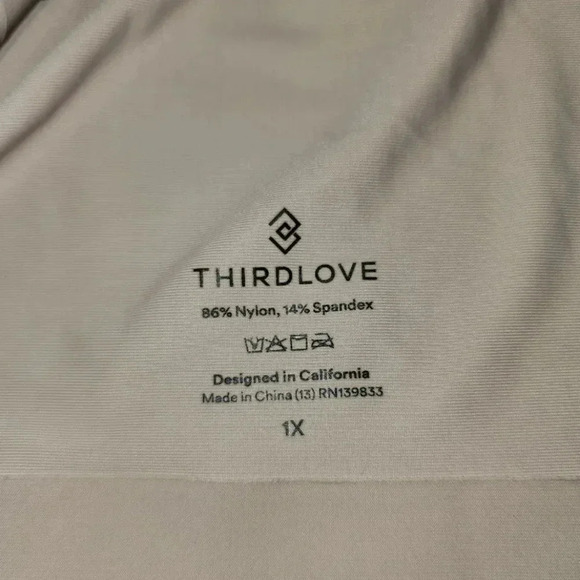 THIRDLOVE
86% Nylon, 14% Spandex
Designed in California
Made in China (13) RN139833
1X